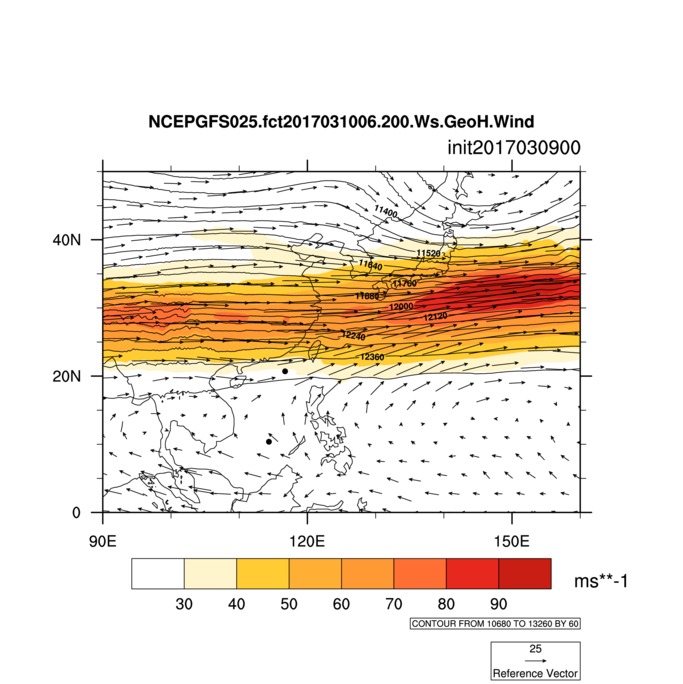 NCEPGFS025.fct2017031006.200.Ws.GeoH.Wind
init2017030900
11400
40N
11520
11640
11760
11880
12000
12120
12240
12360
20N
0
90E 120E 150E
ms**-1
30 40 50 60 70 80 90
CONTOUR FROM 10680 TO 13260 BY 60
25
Reference Vector